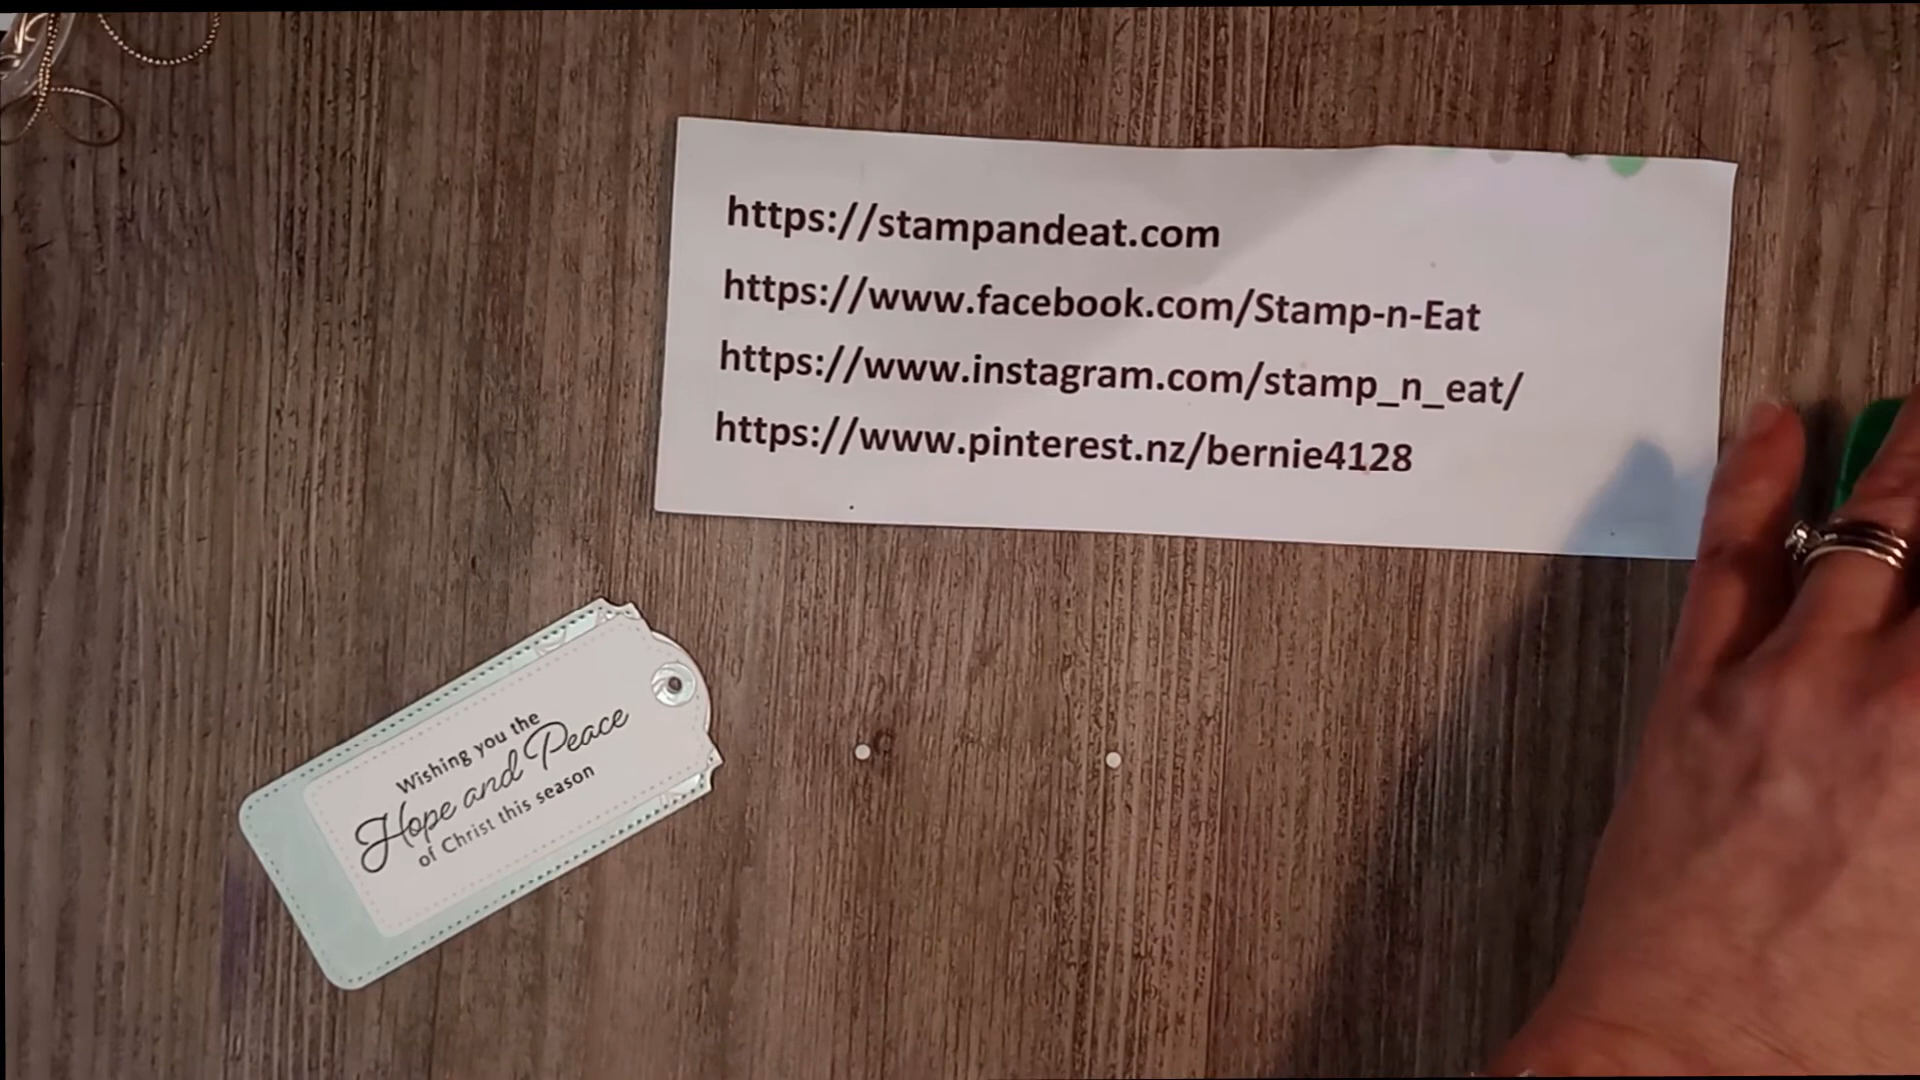 https://stampandeat.com
https://www.facebook.com/Stamp-n-Eat
https://www.instagram.com/stamp_n_eat/
https://www.pinterest.nz/bernie4128
Wishing you the
Hope and Peace
of Christ this season